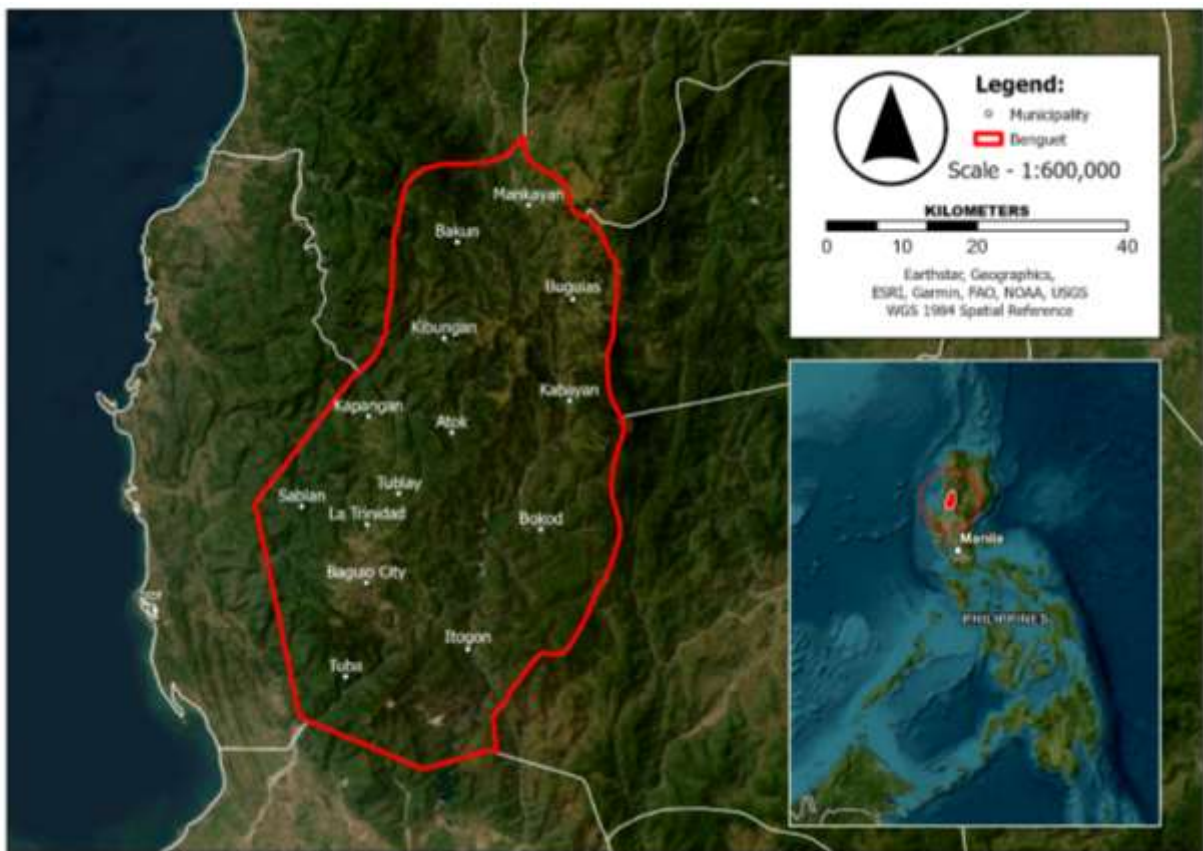 Legend:
Municipality
Benguet
Scale - 1:600,000
KILOMETERS
0 10 20 40
Earthstar, Geographics,
ESRI, Garmin, FAO, NOAA, USGS
WGS 1984 Spatial Reference
Mankayan
Bakun
Buguias
Kibungan
Kabayan
Kapangan
Atok
Tublay
Sablan
La Trinidad
Bokod
Baguio City
Itogon
Tuba
Manila
PHILIPPINES